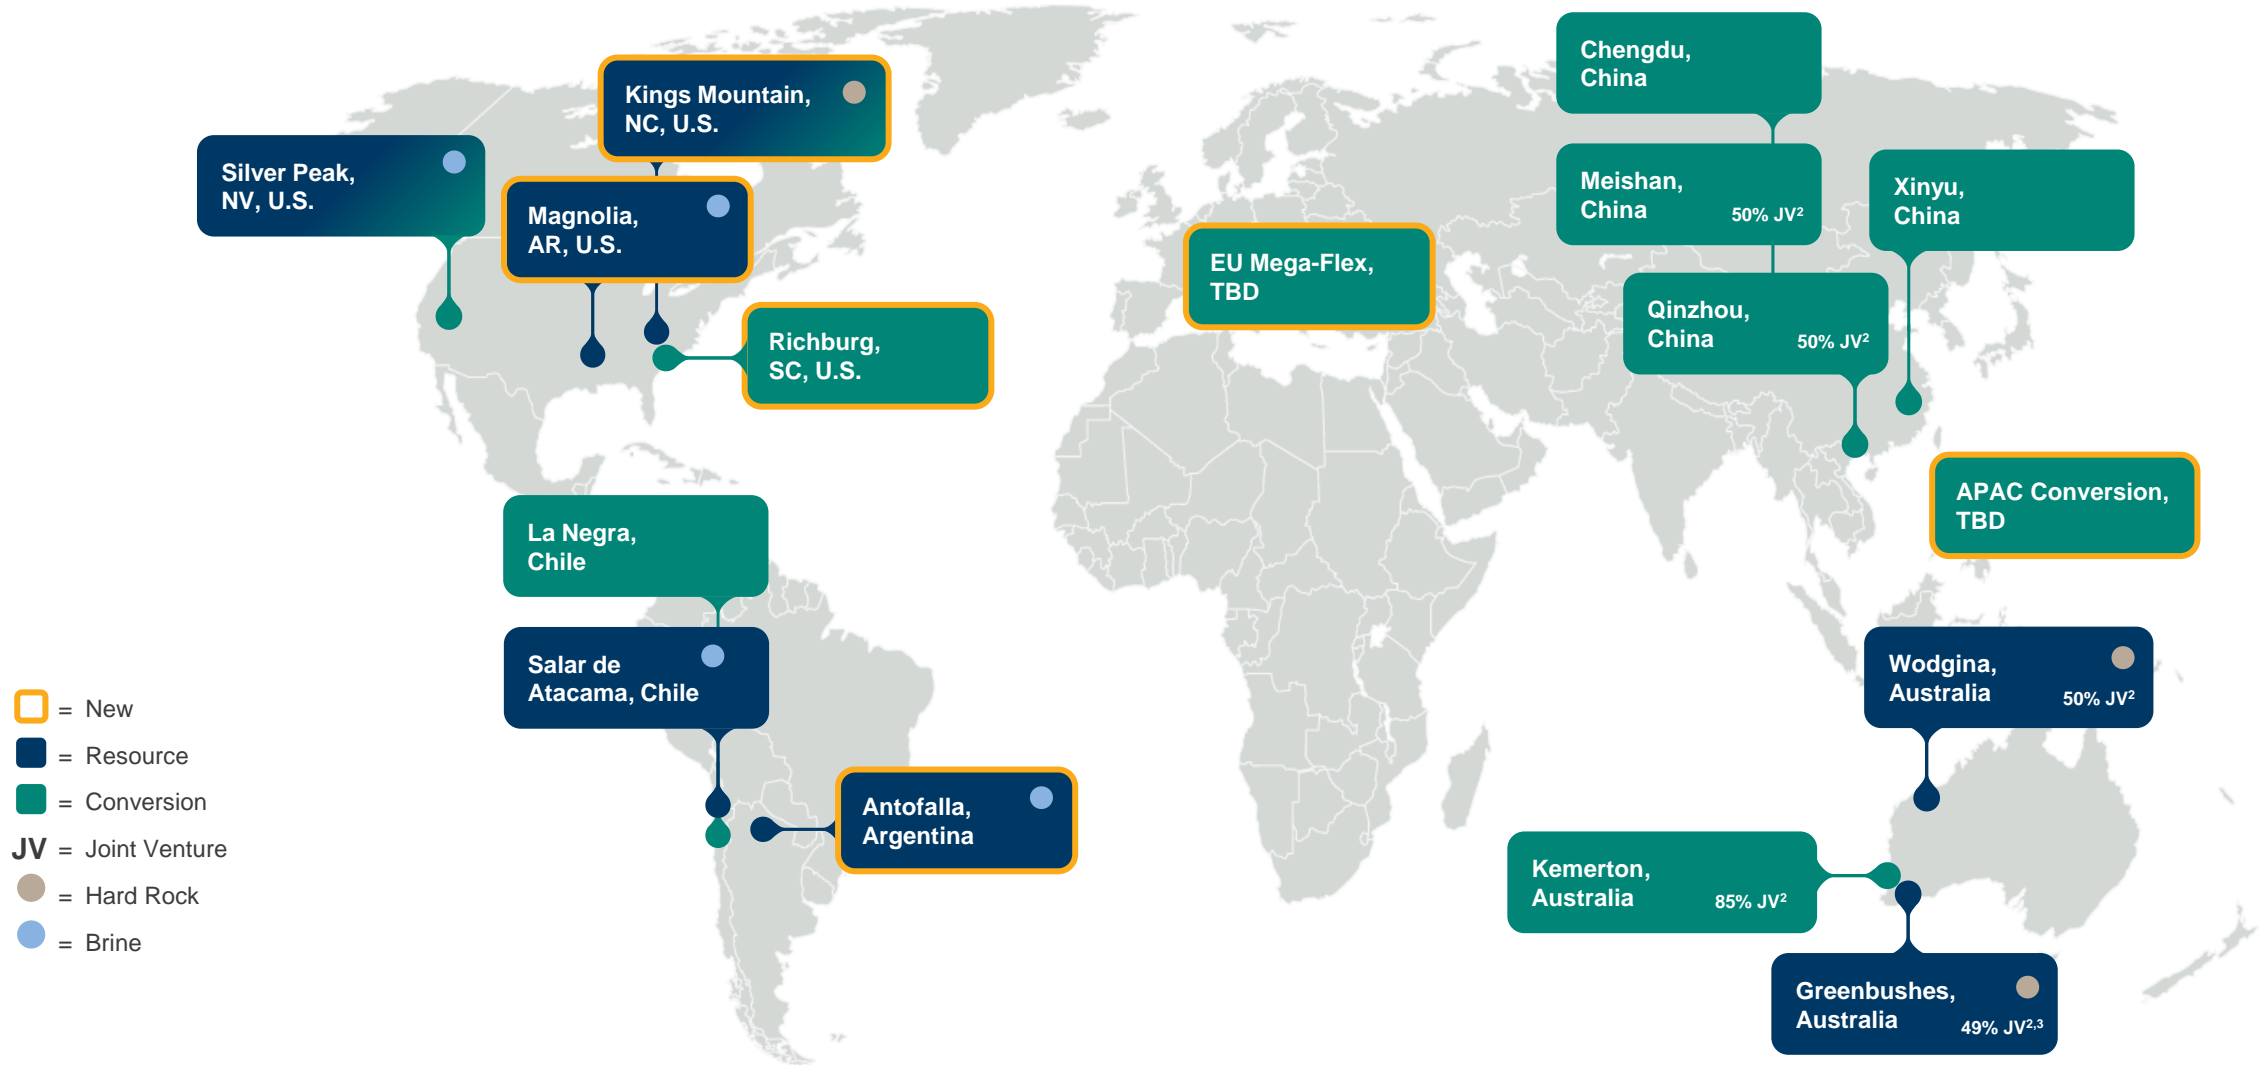 Kings Mountain,
NC, U.S.
Silver Peak,
NV, U.S.
Magnolia,
AR, U.S.
Richburg,
SC, U.S.
La Negra,
Chile
Salar de
Atacama, Chile
Antofalla,
Argentina
EU Mega-Flex,
TBD
Chengdu,
China
Meishan,
China 50% JV²
Xinyu,
China
Qinzhou,
China 50% JV²
APAC Conversion,
TBD
Wodgina,
Australia 50% JV²
Kemerton,
Australia 85% JV²
Greenbushes,
Australia 49% JV²,³
= New
= Resource
= Conversion
JV = Joint Venture
= Hard Rock
= Brine